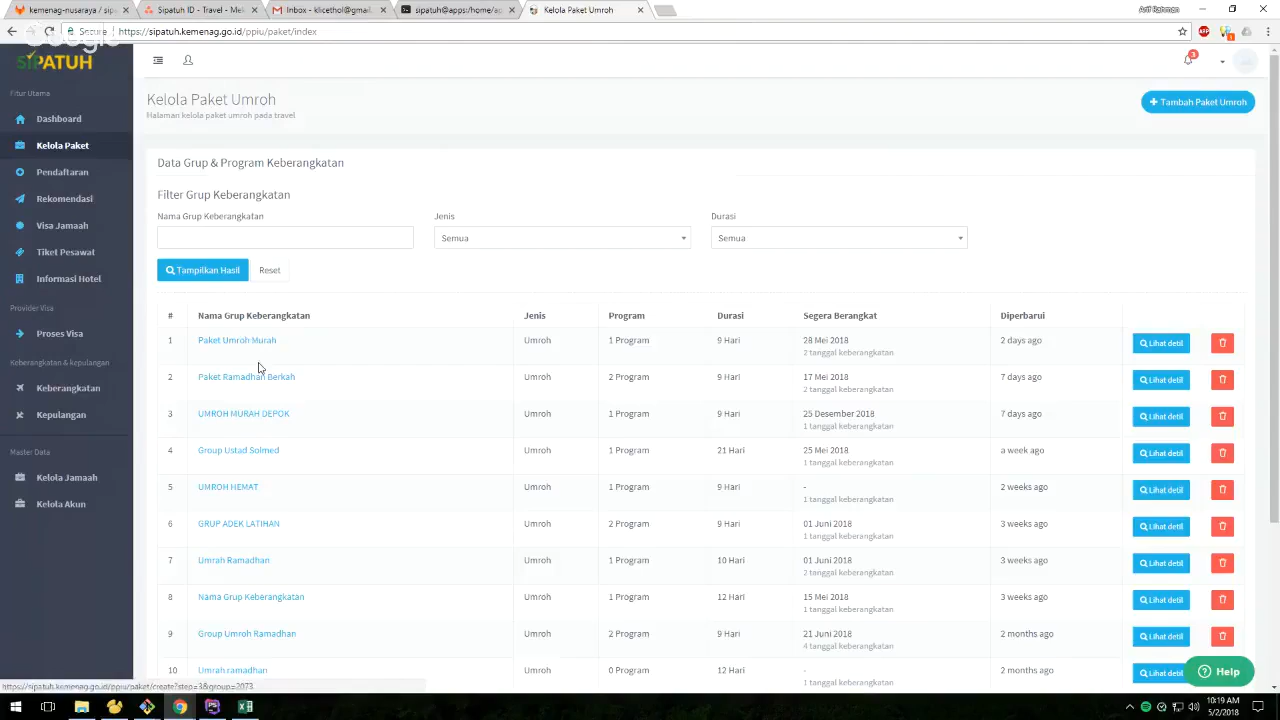 kemenag-nusaraya / sipa
Sipatuh ID - Travel - Mel
Inbox - klicethol@gmail.c
sipatuh@apps:/home/ap
Kelola Paket Umroh
Arif Rohman
Secure
https://sipatuh.kemenag.go.id/ppiu/paket/index
Google
SIPATUH
3
Fitur Utama
Dashboard
Kelola Paket
Pendaftaran
Rekomendasi
Visa Jamaah
Tiket Pesawat
Informasi Hotel
Provider Visa
Proses Visa
Keberangkatan & kepulangan
Keberangkatan
Kepulangan
Master Data
Kelola Jamaah
Kelola Akun
Kelola Paket Umroh
Halaman kelola paket umroh pada travel
Tambah Paket Umroh
Data Grup & Program Keberangkatan
Filter Grup Keberangkatan
Nama Grup Keberangkatan Jenis Durasi
Semua Semua
Tampilkan Hasil Reset
# Nama Grup Keberangkatan Jenis Program Durasi Segera Berangkat Diperbarui
1 Paket Umroh Murah Umroh 1 Program 9 Hari 28 Mei 2018 2 days ago Lihat detil
2 tanggal keberangkatan
2 Paket Ramadhan Berkah Umroh 2 Program 9 Hari 17 Mei 2018 7 days ago Lihat detil
2 tanggal keberangkatan
3 UMROH MURAH DEPOK Umroh 1 Program 9 Hari 25 Desember 2018 7 days ago Lihat detil
1 tanggal keberangkatan
4 Group Ustad Solmed Umroh 1 Program 21 Hari 25 Mei 2018 a week ago Lihat detil
1 tanggal keberangkatan
5 UMROH HEMAT Umroh 1 Program 9 Hari - 2 weeks ago Lihat detil
1 tanggal keberangkatan
6 GRUP ADEK LATIHAN Umroh 2 Program 9 Hari 01 Juni 2018 3 weeks ago Lihat detil
1 tanggal keberangkatan
7 Umrah Ramadhan Umroh 1 Program 10 Hari 01 Juni 2018 3 weeks ago Lihat detil
2 tanggal keberangkatan
8 Nama Grup Keberangkatan Umroh 1 Program 12 Hari 15 Mei 2018 3 weeks ago Lihat detil
1 tanggal keberangkatan
9 Group Umroh Ramadhan Umroh 2 Program 9 Hari 21 Juni 2018 2 months ago Lihat detil
4 tanggal keberangkatan
10 Umrah ramadhan Umroh 0 Program 12 Hari - 2 months ago Lihat detil
1 tanggal keberangkatan
Help
https://sipatuh.kemenag.go.id/ppiu/paket/create?step=3&group=2073
10:19 AM
5/2/2018